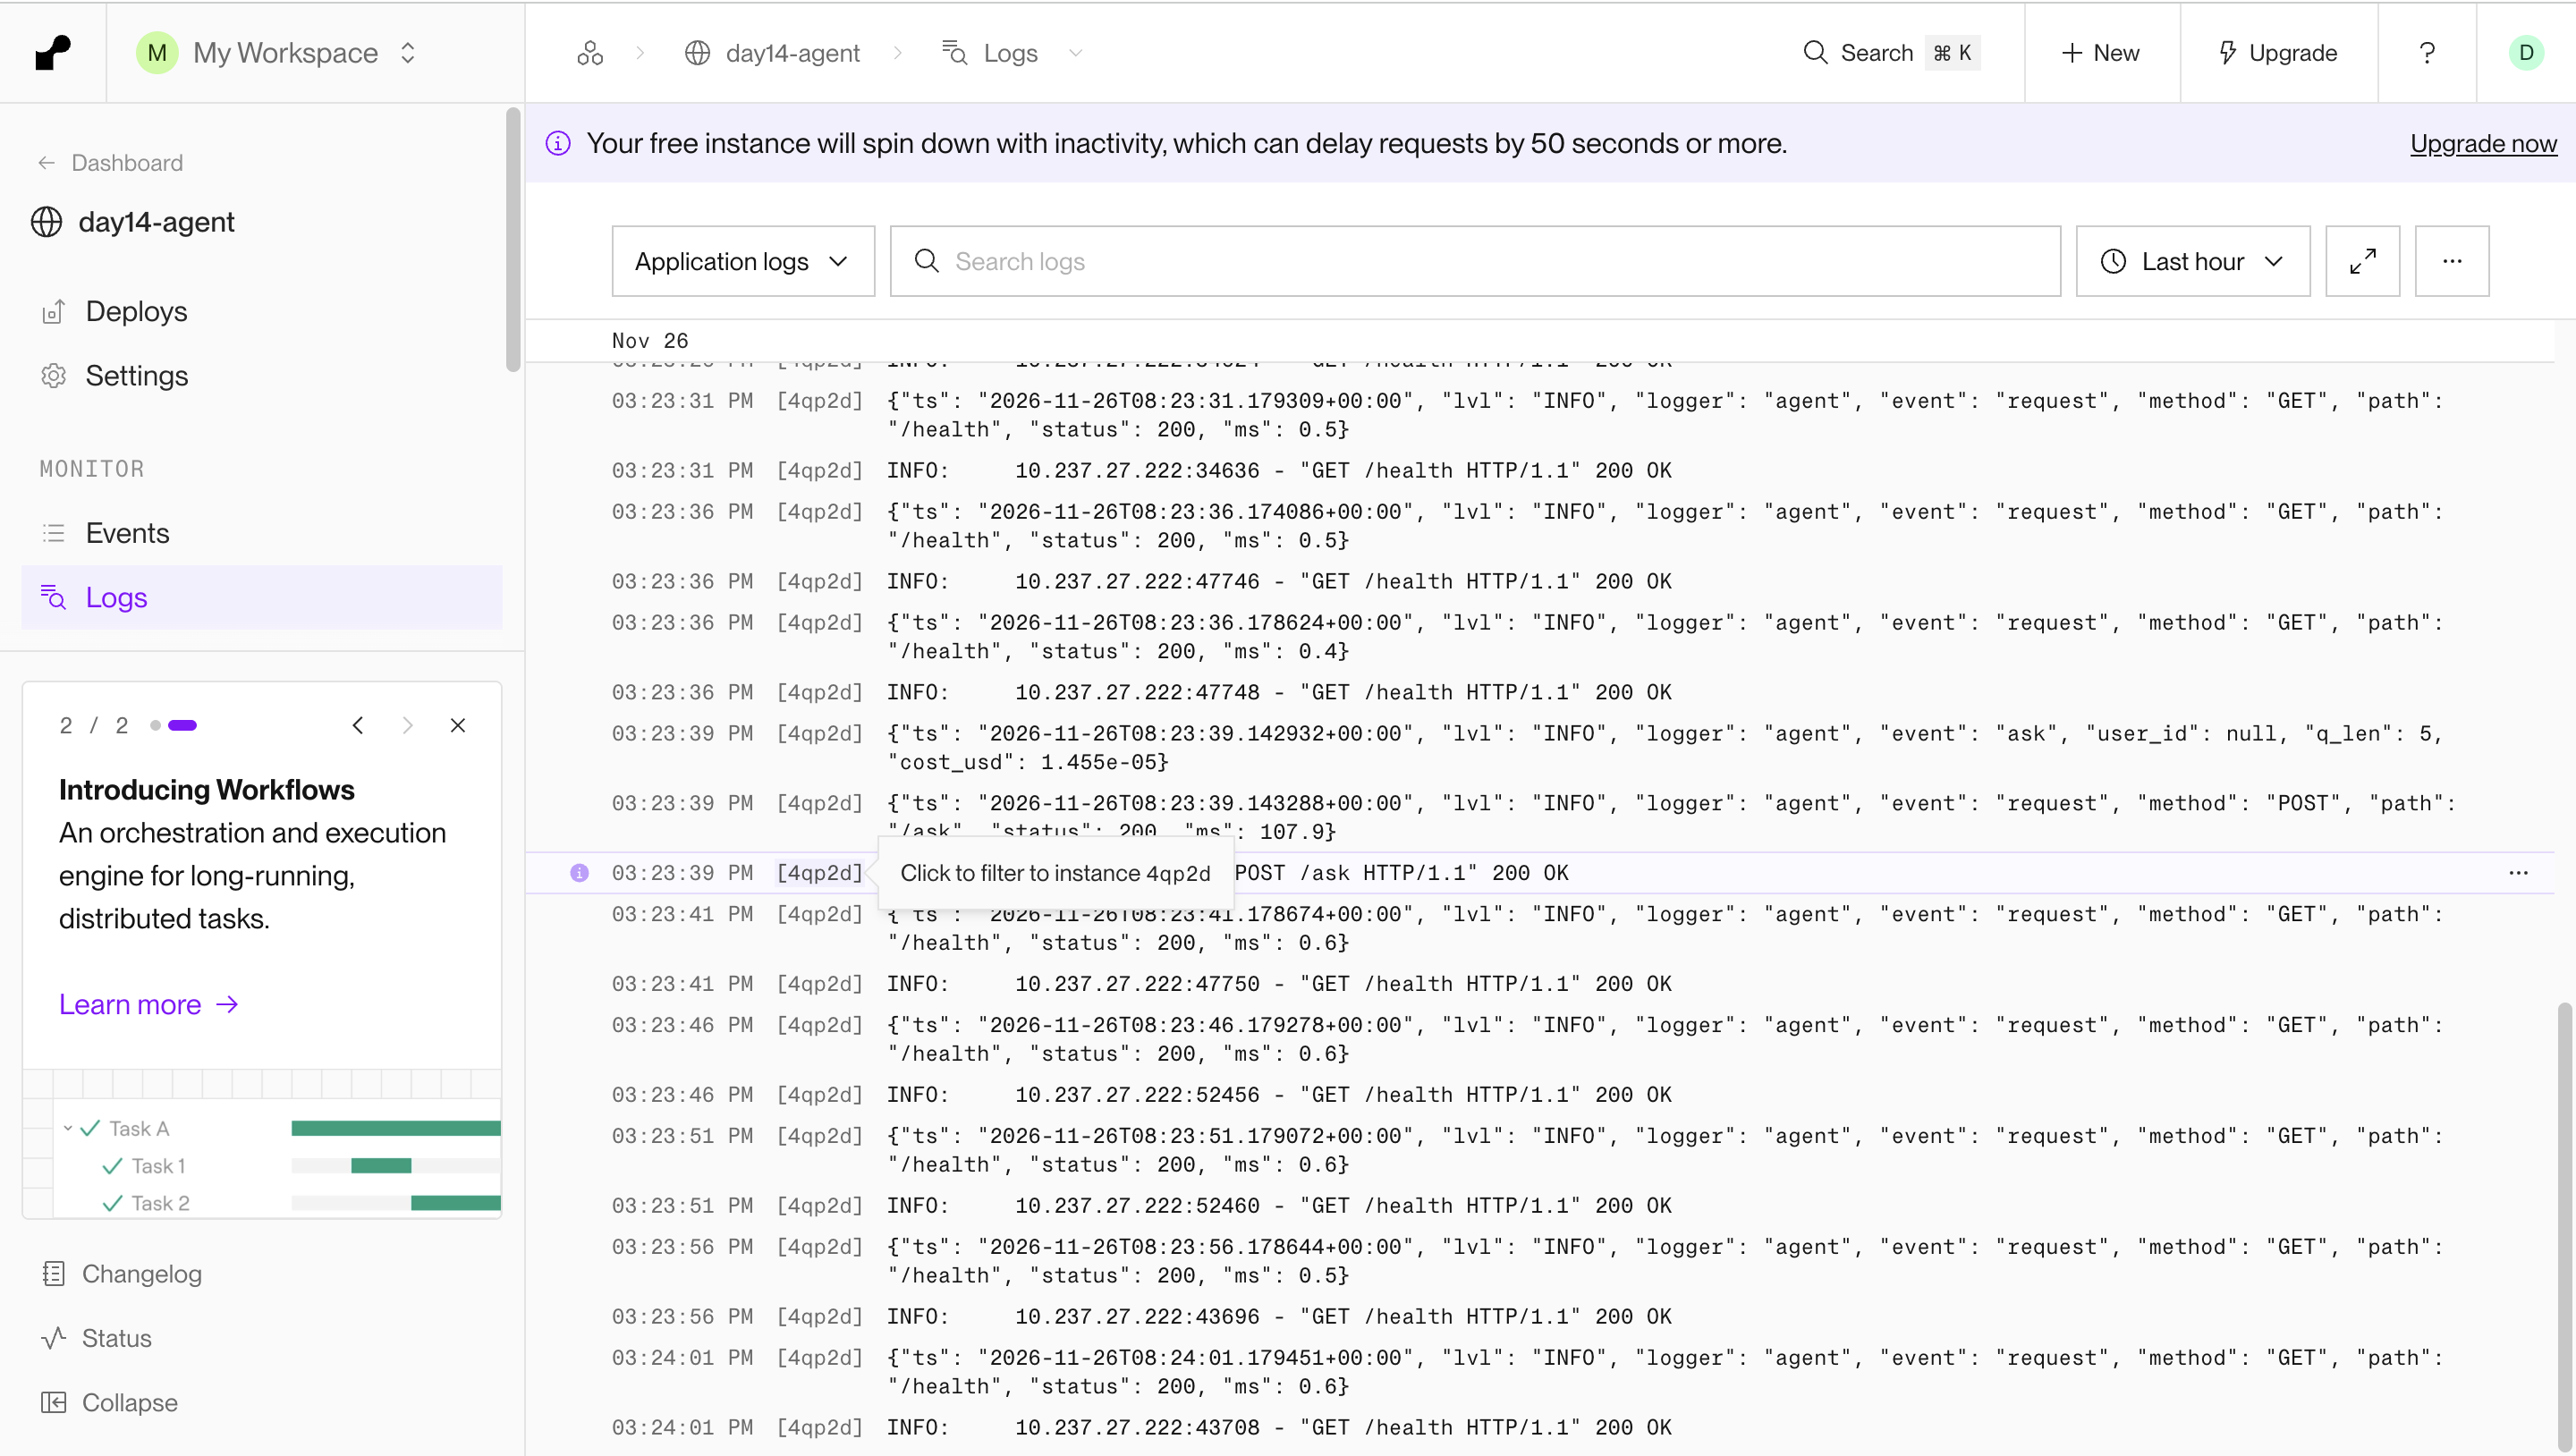 M My Workspace
day14-agent
Logs
Search ⌘ K
+ New
Upgrade
?
D
Your free instance will spin down with inactivity, which can delay requests by 50 seconds or more.
Upgrade now
← Dashboard
day14-agent
Deploys
Settings
MONITOR
Events
Logs
2 / 2
Introducing Workflows
An orchestration and execution
engine for long-running,
distributed tasks.
Learn more →
Task A
Task 1
Task 2
Changelog
Status
Collapse
Application logs
Search logs
Last hour
...
Nov 26
[4qp2d] INFO: - "GET /health HTTP/1.1" 200 OK
03:23:31 PM [4qp2d] {"ts": "2026-11-26T08:23:31.179309+00:00", "lvl": "INFO", "logger": "agent", "event": "request", "method": "GET", "path":
"/health", "status": 200, "ms": 0.5}
03:23:31 PM [4qp2d] INFO: 10.237.27.222:34636 - "GET /health HTTP/1.1" 200 OK
03:23:36 PM [4qp2d] {"ts": "2026-11-26T08:23:36.174086+00:00", "lvl": "INFO", "logger": "agent", "event": "request", "method": "GET", "path":
"/health", "status": 200, "ms": 0.5}
03:23:36 PM [4qp2d] INFO: 10.237.27.222:47746 - "GET /health HTTP/1.1" 200 OK
03:23:36 PM [4qp2d] {"ts": "2026-11-26T08:23:36.178624+00:00", "lvl": "INFO", "logger": "agent", "event": "request", "method": "GET", "path":
"/health", "status": 200, "ms": 0.4}
03:23:36 PM [4qp2d] INFO: 10.237.27.222:47748 - "GET /health HTTP/1.1" 200 OK
03:23:39 PM [4qp2d] {"ts": "2026-11-26T08:23:39.142932+00:00", "lvl": "INFO", "logger": "agent", "event": "ask", "user_id": null, "q_len": 5,
"cost_usd": 1.455e-05}
03:23:39 PM [4qp2d] {"ts": "2026-11-26T08:23:39.143288+00:00", "lvl": "INFO", "logger": "agent", "event": "request", "method": "POST", "path":
"/ask", "status": 200, "ms": 107.9}
03:23:39 PM [4qp2d] Click to filter to instance 4qp2d POST /ask HTTP/1.1" 200 OK ...
03:23:41 PM [4qp2d] {"ts": "2026-11-26T08:23:41.178674+00:00", "lvl": "INFO", "logger": "agent", "event": "request", "method": "GET", "path":
"/health", "status": 200, "ms": 0.6}
03:23:41 PM [4qp2d] INFO: 10.237.27.222:47750 - "GET /health HTTP/1.1" 200 OK
03:23:46 PM [4qp2d] {"ts": "2026-11-26T08:23:46.179278+00:00", "lvl": "INFO", "logger": "agent", "event": "request", "method": "GET", "path":
"/health", "status": 200, "ms": 0.6}
03:23:46 PM [4qp2d] INFO: 10.237.27.222:52456 - "GET /health HTTP/1.1" 200 OK
03:23:51 PM [4qp2d] {"ts": "2026-11-26T08:23:51.179072+00:00", "lvl": "INFO", "logger": "agent", "event": "request", "method": "GET", "path":
"/health", "status": 200, "ms": 0.6}
03:23:51 PM [4qp2d] INFO: 10.237.27.222:52460 - "GET /health HTTP/1.1" 200 OK
03:23:56 PM [4qp2d] {"ts": "2026-11-26T08:23:56.178644+00:00", "lvl": "INFO", "logger": "agent", "event": "request", "method": "GET", "path":
"/health", "status": 200, "ms": 0.5}
03:23:56 PM [4qp2d] INFO: 10.237.27.222:43696 - "GET /health HTTP/1.1" 200 OK
03:24:01 PM [4qp2d] {"ts": "2026-11-26T08:24:01.179451+00:00", "lvl": "INFO", "logger": "agent", "event": "request", "method": "GET", "path":
"/health", "status": 200, "ms": 0.6}
03:24:01 PM [4qp2d] INFO: 10.237.27.222:43708 - "GET /health HTTP/1.1" 200 OK